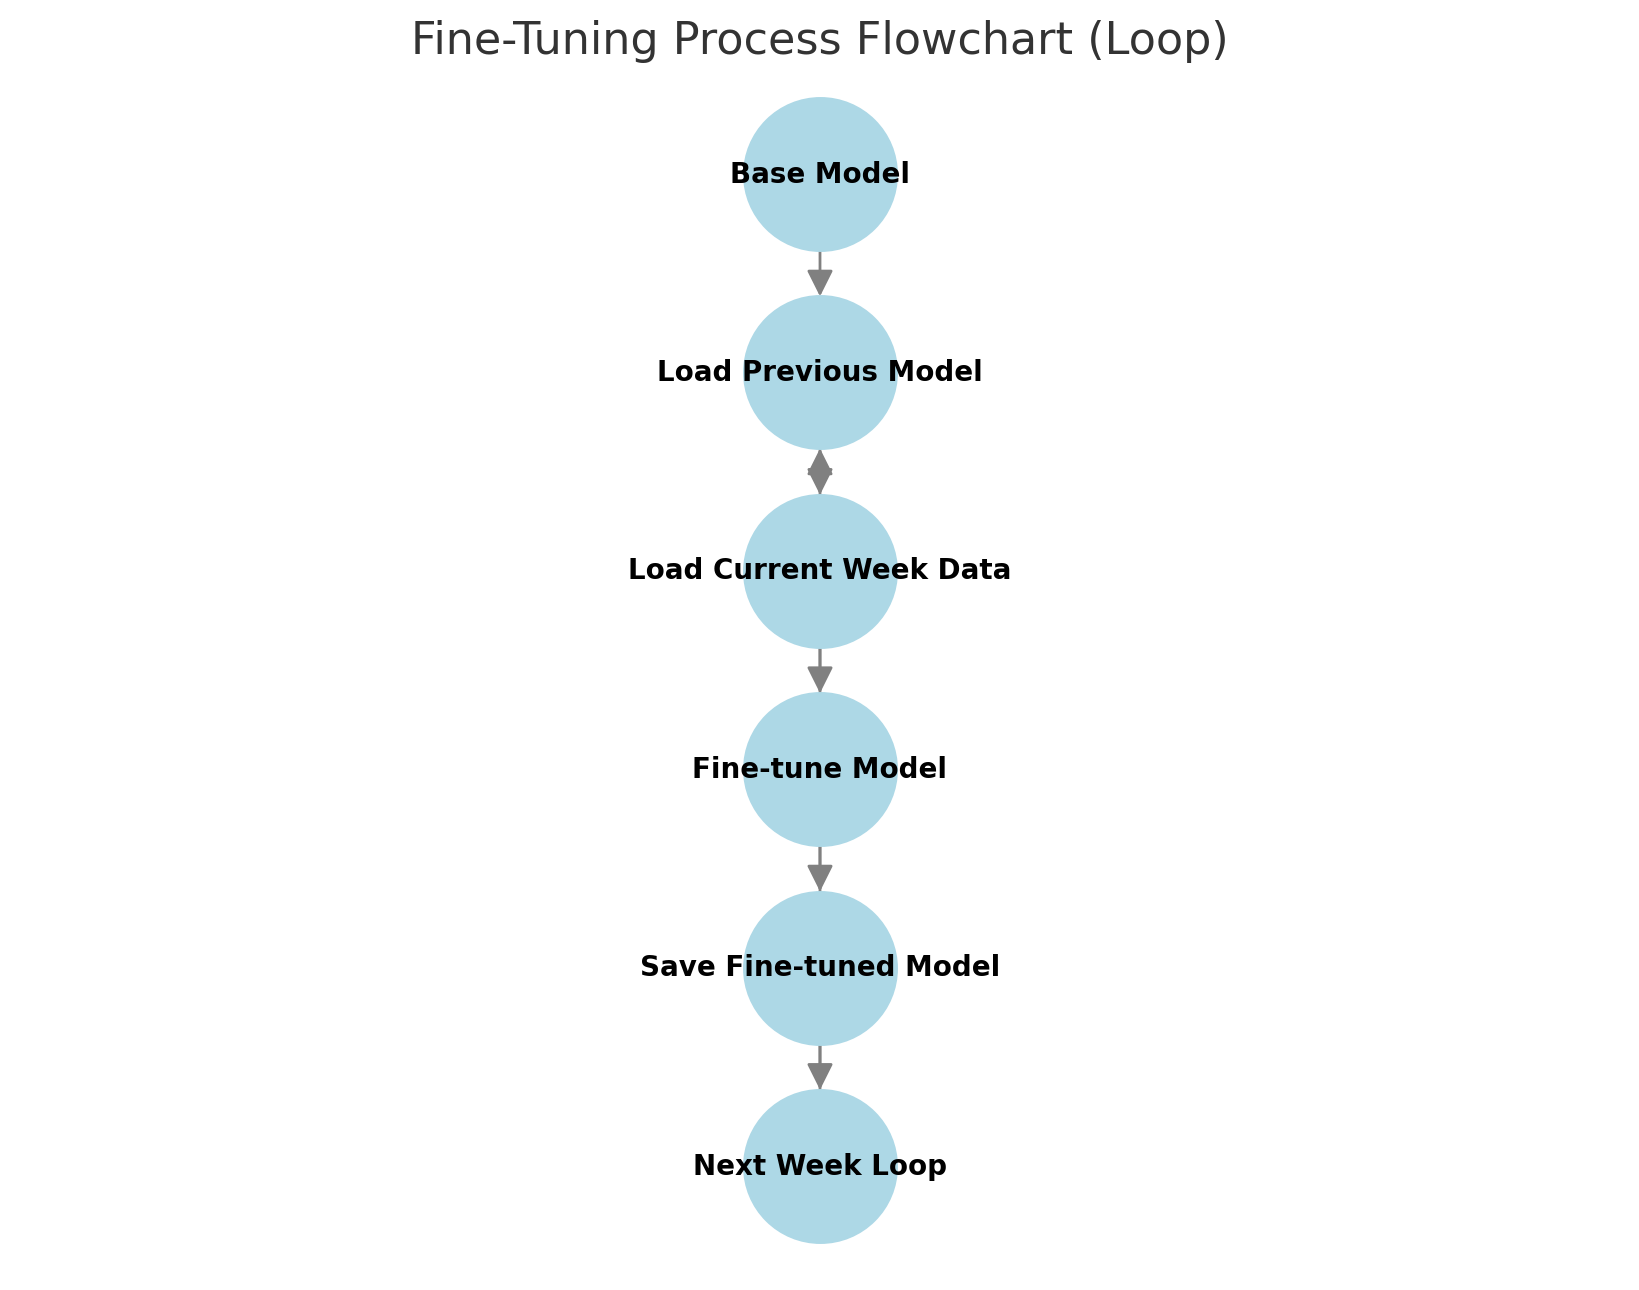 Fine-Tuning Process Flowchart (Loop)
Base Model
Load Previous Model
Load Current Week Data
Fine-tune Model
Save Fine-tuned Model
Next Week Loop